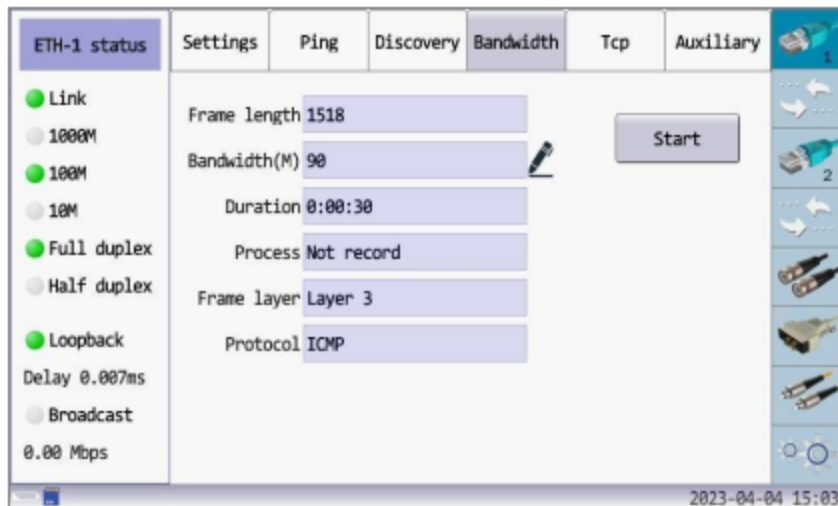 ETH-1 status
Settings
Ping
Discovery
Bandwidth
Tcp
Auxiliary
1
Link
1000M
100M
10M
Full duplex
Half duplex
Loopback
Delay 0.007ms
Broadcast
0.00 Mbps
Frame length 1518
Bandwidth(M) 90
Duration 0:00:30
Process Not record
Frame layer Layer 3
Protocol ICMP
Start
2
2023-04-04 15:03